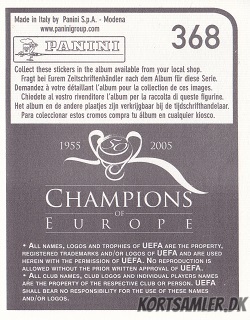 Made in Italy by Panini S.p.A. - Modena
www.paninigroup.com
368
PANINI
Collect these stickers in the album available from your local shop.
Fragt bei Eurem Zeitschriftenhändler nach dem Album für diese Serie.
Demandez à votre détaillant l'album pour la collection de ces images.
Chiedete al vostro rivenditore l'album per la raccolta di queste figurine.
Het album en de andere plaatjes zijn verkrijgbaar bij de tijdschrifthandelaar.
Para coleccionar estos cromos compra tu álbum en cualquier kiosco.
1955 50 2005
CHAMPIONS
OF
EUROPE
• ALL NAMES, LOGOS AND TROPHIES OF UEFA ARE THE PROPERTY,
REGISTERED TRADEMARKS AND/OR LOGOS OF UEFA AND ARE USED
HEREIN WITH THE PERMISSION OF UEFA. NO REPRODUCTION IS
ALLOWED WITHOUT THE PRIOR WRITTEN APPROVAL OF UEFA.
• ALL CLUB NAMES, LOGOS AND INDIVIDUAL PLAYERS NAMES
ARE THE PROPERTY OF THE RESPECTIVE CLUB OR PERSON. UEFA
SHALL BEAR NO RESPONSIBILITY FOR THE USE OF THESE NAMES
AND/OR LOGOS.
KORTSAMLER.DK